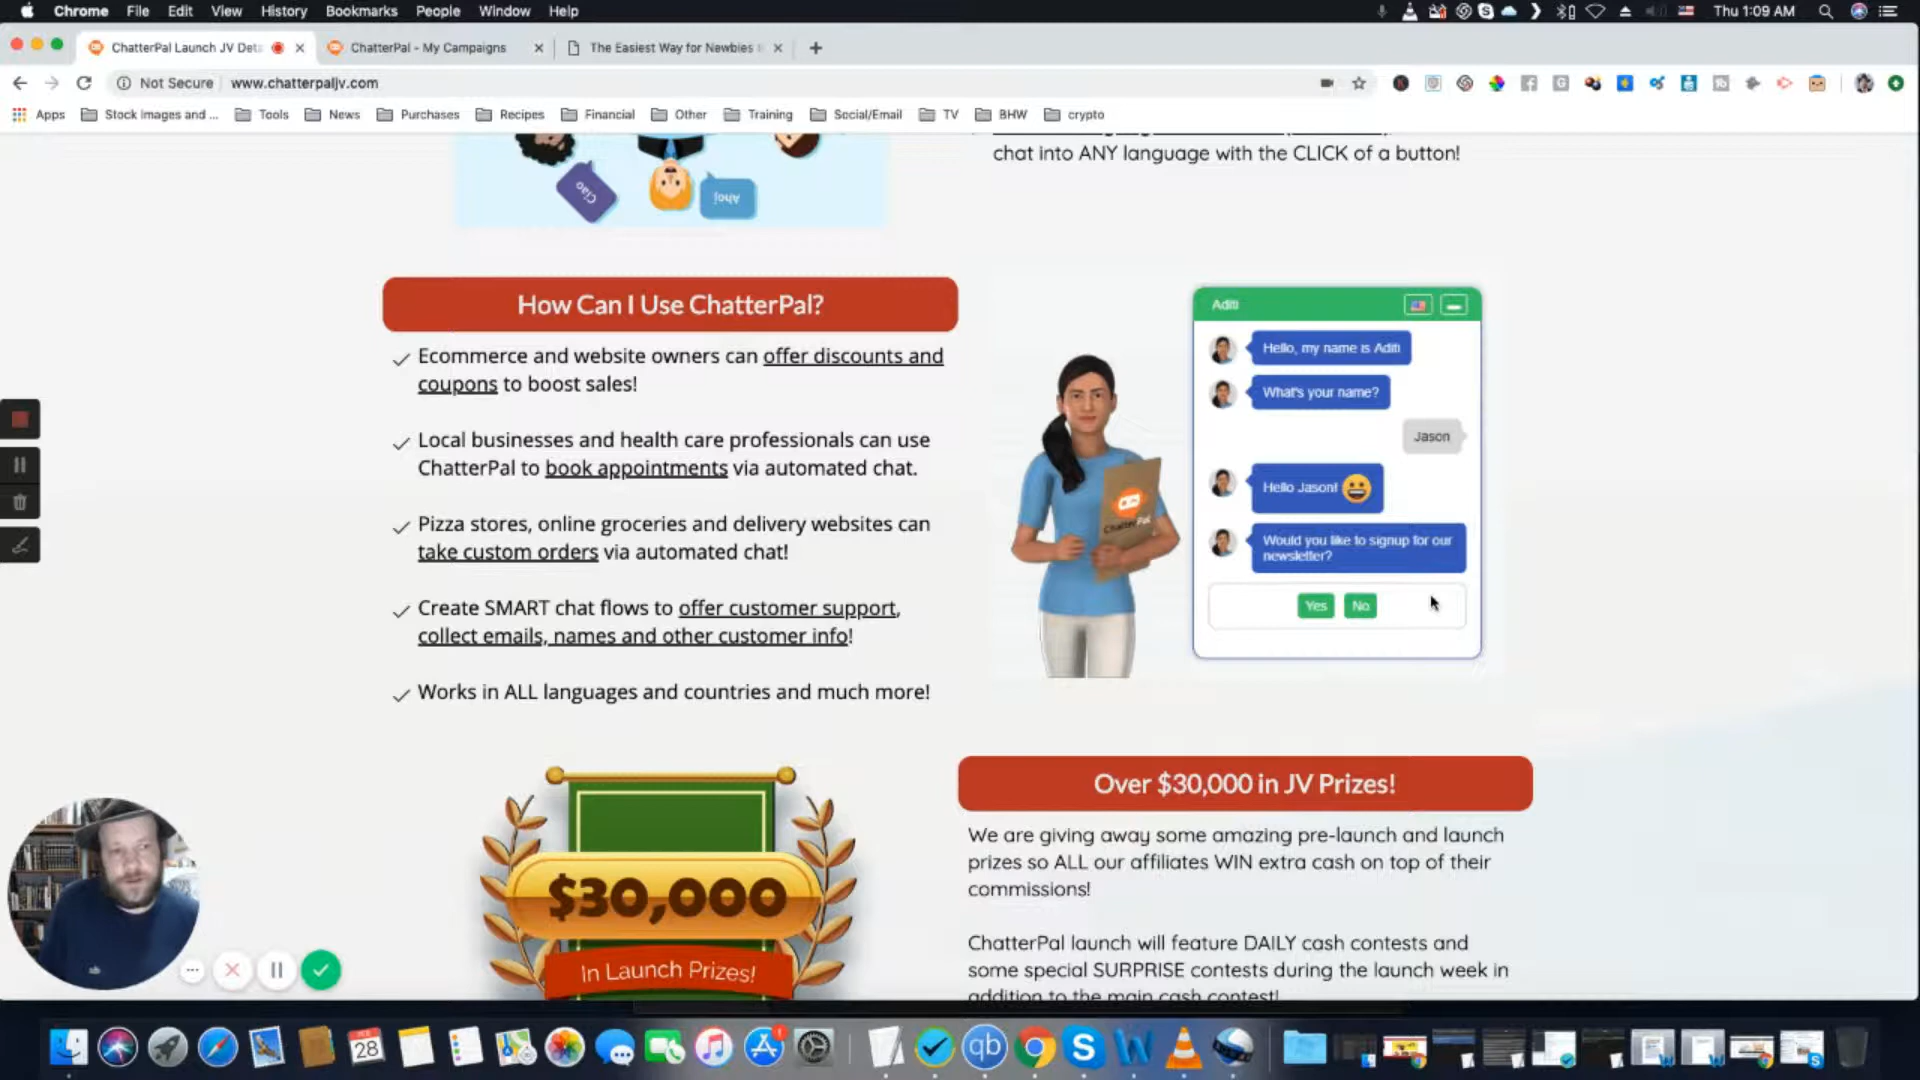 Chrome File Edit View History Bookmarks People Window Help
Thu 1:09 AM
ChatterPal Launch JV Deta
ChatterPal - My Campaigns
The Easiest Way for Newbies
Not Secure www.chatterpaljv.com
Apps Stock Images and ... Tools News Purchases Recipes Financial Other Training Social/Email TV BHW crypto
Ciao
Ahoj
chat into ANY language with the CLICK of a button!
How Can I Use ChatterPal?
Ecommerce and website owners can offer discounts and
coupons to boost sales!
Local businesses and health care professionals can use
ChatterPal to book appointments via automated chat.
Pizza stores, online groceries and delivery websites can
take custom orders via automated chat!
Create SMART chat flows to offer customer support,
collect emails, names and other customer info!
Works in ALL languages and countries and much more!
ChatterPal
Aditi
Hello, my name is Aditi
What's your name?
Jason
Hello Jason!
Would you like to signup for our
newsletter?
Yes No
$30,000
In Launch Prizes!
Over $30,000 in JV Prizes!
We are giving away some amazing pre-launch and launch
prizes so ALL our affiliates WIN extra cash on top of their
commissions!
ChatterPal launch will feature DAILY cash contests and
some special SURPRISE contests during the launch week in
addition to the main cash contest!
28
qb